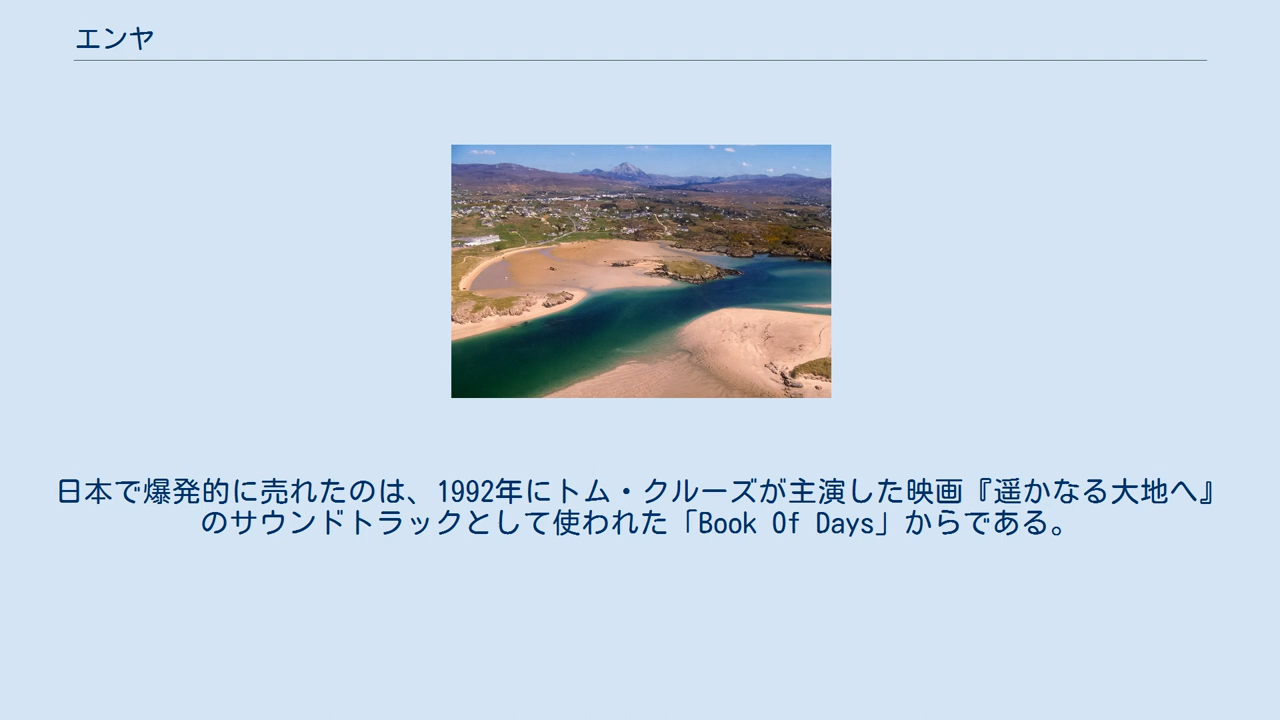 エンヤ
日本で爆発的に売れたのは、1992年にトム・クルーズが主演した映画『遥かなる大地へ』
のサウンドトラックとして使われた「Book Of Days」からである。